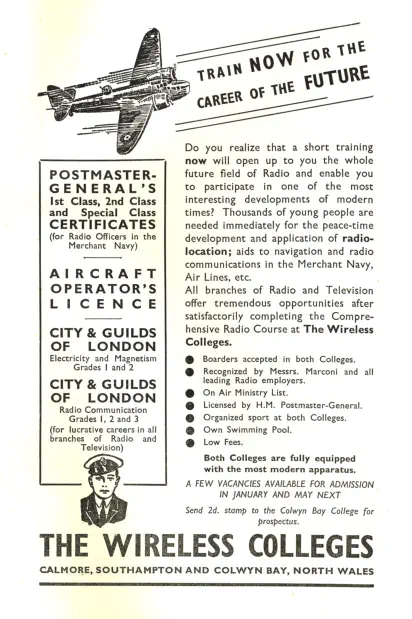 TRAIN NOW FOR THE
CAREER OF THE FUTURE
POSTMASTER-
GENERAL'S
1st Class, 2nd Class
and Special Class
CERTIFICATES
(for Radio Officers in the
Merchant Navy)
AIRCRAFT
OPERATOR'S
LICENCE
CITY & GUILDS
OF LONDON
Electricity and Magnetism
Grades 1 and 2
CITY & GUILDS
OF LONDON
Radio Communication
Grades 1, 2 and 3
(for lucrative careers in all
branches of Radio and
Television)
Do you realize that a short training
now will open up to you the whole
future field of Radio and enable you
to participate in one of the most
interesting developments of modern
times? Thousands of young people are
needed immediately for the peace-time
development and application of radio-
location; aids to navigation and radio
communications in the Merchant Navy,
Air Lines, etc.
All branches of Radio and Television
offer tremendous opportunities after
satisfactorily completing the Compre-
hensive Radio Course at The Wireless
Colleges.
● Boarders accepted in both Colleges.
● Recognized by Messrs. Marconi and all
leading Radio employers.
● On Air Ministry List.
● Licensed by H.M. Postmaster-General.
● Organized sport at both Colleges.
● Own Swimming Pool.
● Low Fees.
Both Colleges are fully equipped
with the most modern apparatus.
A FEW VACANCIES AVAILABLE FOR ADMISSION
IN JANUARY AND MAY NEXT
Send 2d. stamp to the Colwyn Bay College for
prospectus.
THE WIRELESS COLLEGES
CALMORE, SOUTHAMPTON AND COLWYN BAY, NORTH WALES